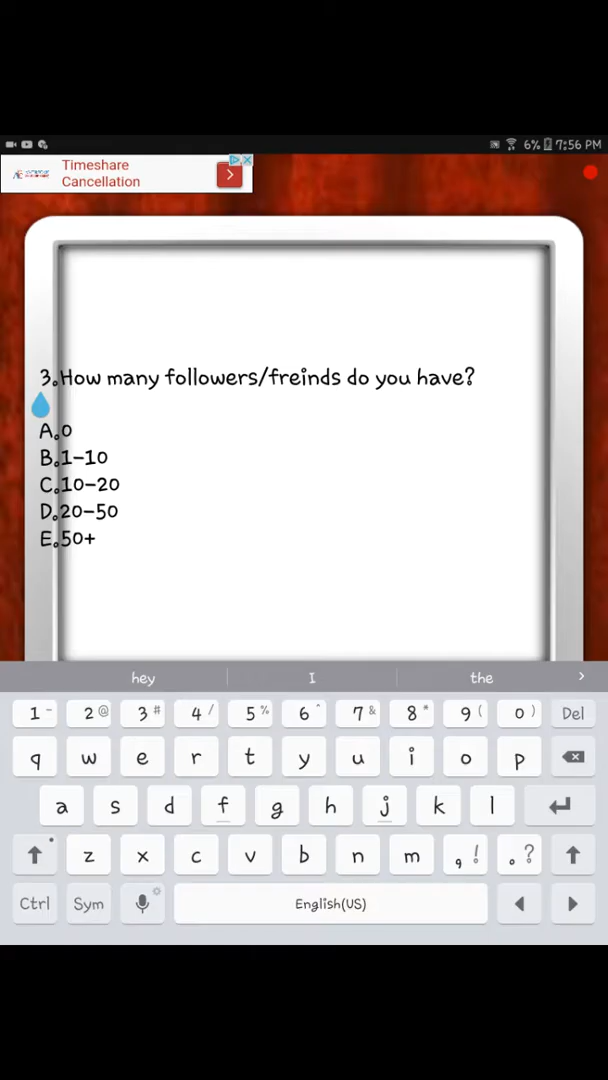 6% 7:56 PM
Timeshare
Cancellation
3.How many followers/freinds do you have?
A.0
B.1-10
C.10-20
D.20-50
E.50+
hey I the
1 - 2 @ 3 # 4 / 5 % 6 ^ 7 & 8 * 9 ( 0 ) Del
q w e r t y u i o p
a s d f g h j k l
z x c v b n m , ! . ?
Ctrl Sym English(US)